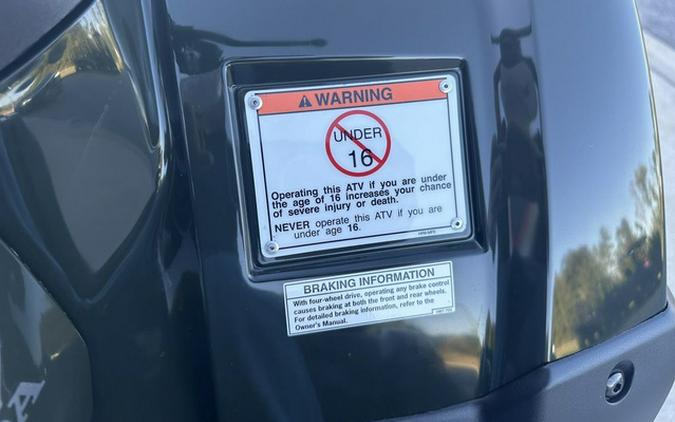 WARNING
UNDER
16
Operating this ATV if you are under
the age of 16 increases your chance
of severe injury or death.
NEVER operate this ATV if you are
under age 16.
BRAKING INFORMATION
With four-wheel drive, operating any brake control
causes braking at both the front and rear wheels.
For detailed braking information, refer to the
Owner's Manual.